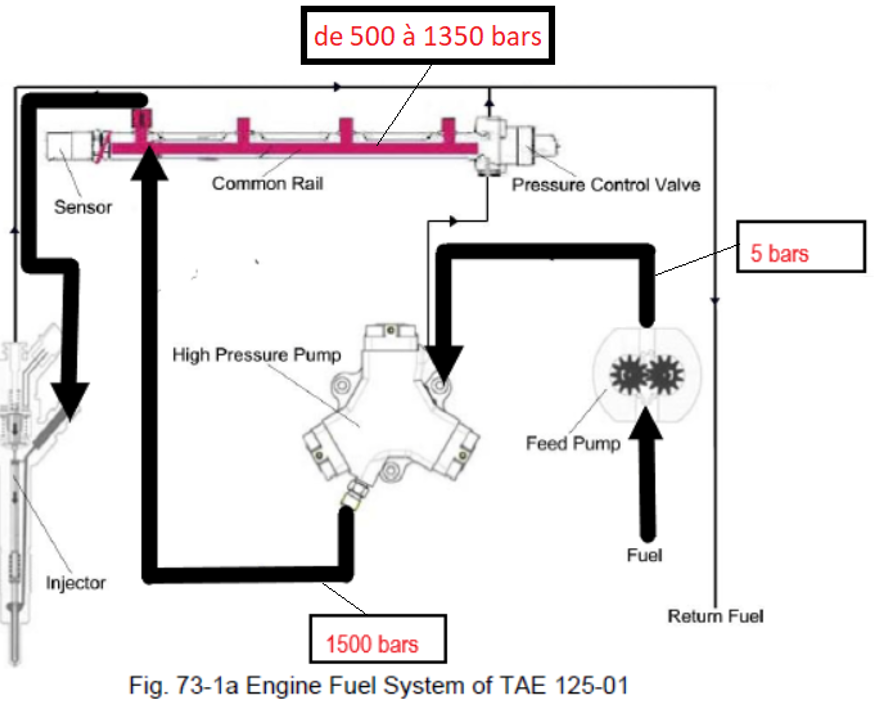 de 500 à 1350 bars
Common Rail
Pressure Control Valve
Sensor
5 bars
High Pressure Pump
Feed Pump
Fuel
Injector
Return Fuel
1500 bars
Fig. 73-1a Engine Fuel System of TAE 125-01